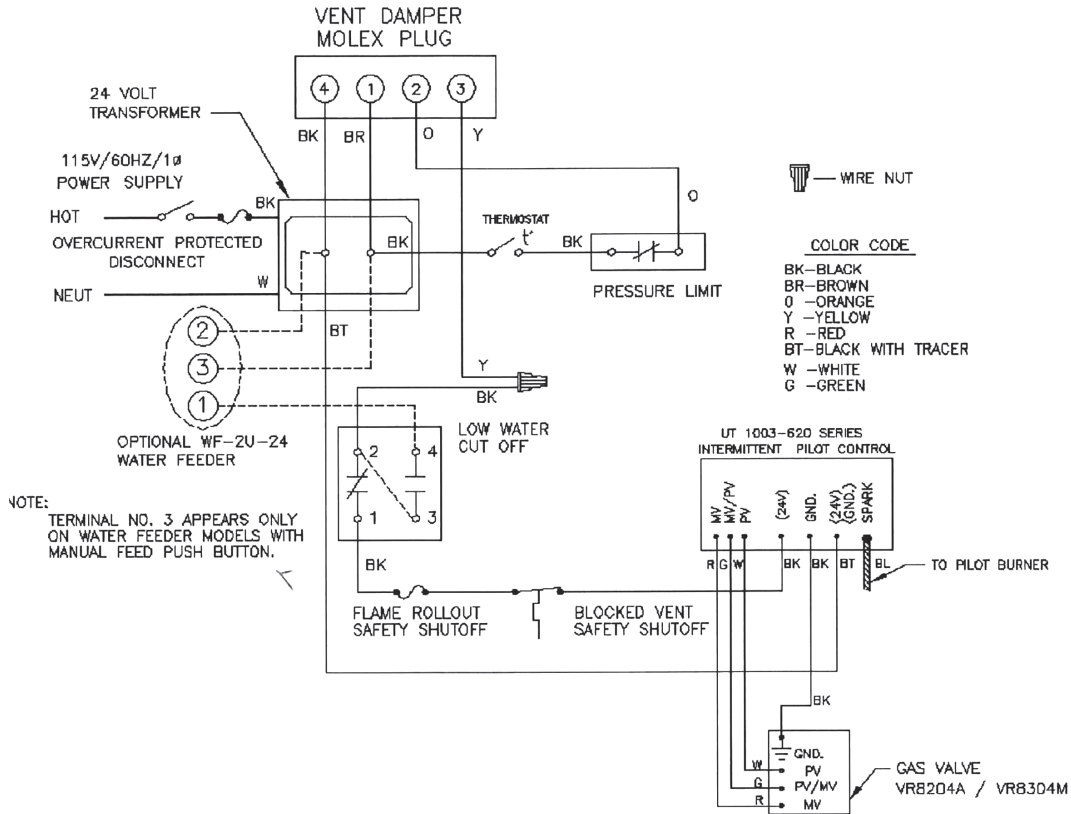 VENT DAMPER
MOLEX PLUG
4 1 2 3
24 VOLT
TRANSFORMER
BK BR O Y
115V/60HZ/1ø
POWER SUPPLY
WIRE NUT
HOT
BK
O
THERMOSTAT
t°
OVERCURRENT PROTECTED
DISCONNECT
BK
BK
COLOR CODE
W
NEUT
PRESSURE LIMIT
BK-BLACK
BR-BROWN
O -ORANGE
Y -YELLOW
R -RED
BT-BLACK WITH TRACER
W -WHITE
G -GREEN
2
BT
3
Y
BK
1
LOW WATER
CUT OFF
OPTIONAL WF-2U-24
WATER FEEDER
2 4
1 3
UT 1003-620 SERIES
INTERMITTENT PILOT CONTROL
MV
MV/PV
PV
(24V)
GND.
(24V)
(GND.)
SPARK
NOTE:
TERMINAL NO. 3 APPEARS ONLY
ON WATER FEEDER MODELS WITH
MANUAL FEED PUSH BUTTON.
BK
R G W BK BK BT BL
TO PILOT BURNER
FLAME ROLLOUT
SAFETY SHUTOFF
BLOCKED VENT
SAFETY SHUTOFF
BK
GND.
W PV
G PV/MV
R MV
GAS VALVE
VR8204A / VR8304M